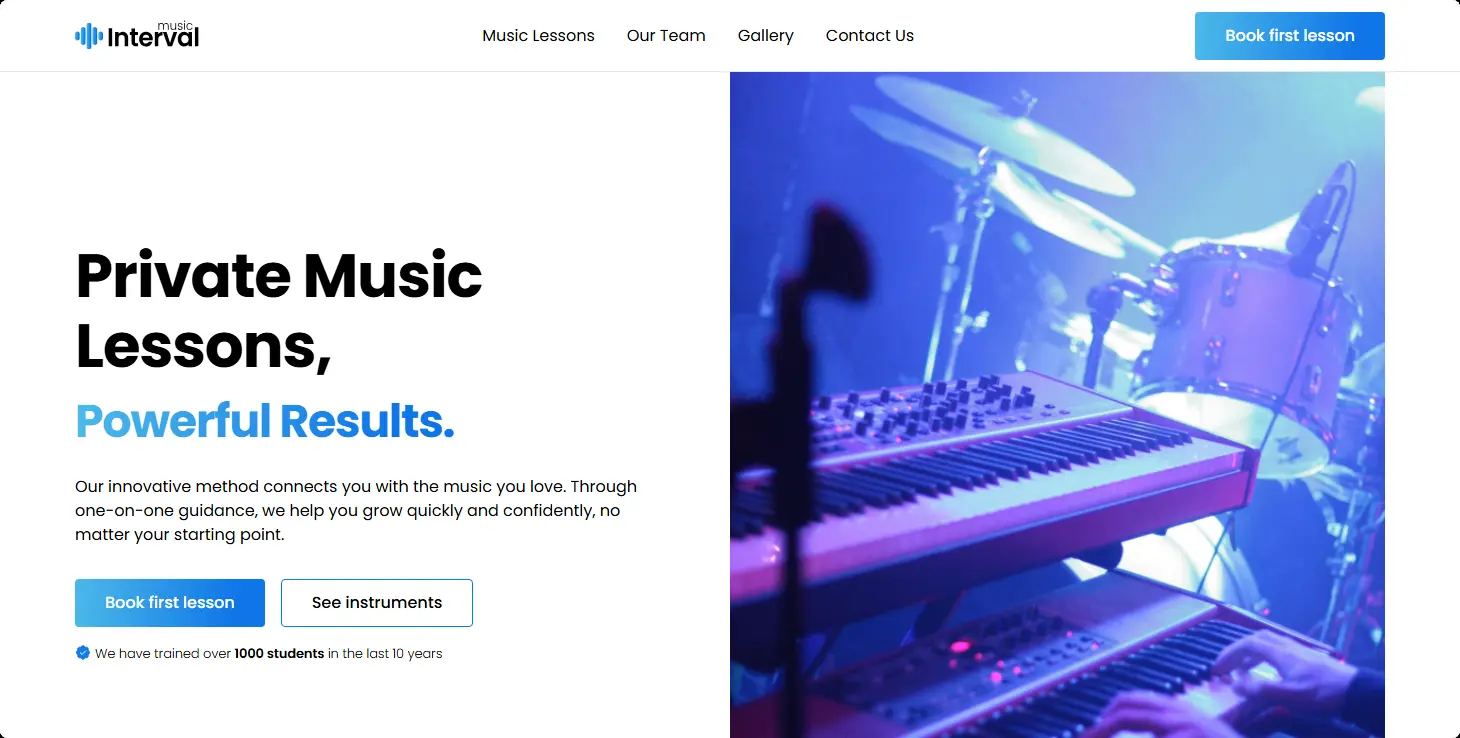 music
Interval
Music Lessons
Our Team
Gallery
Contact Us
Book first lesson
Private Music
Lessons,
Powerful Results.
Our innovative method connects you with the music you love. Through
one-on-one guidance, we help you grow quickly and confidently, no
matter your starting point.
Book first lesson
See instruments
We have trained over 1000 students in the last 10 years